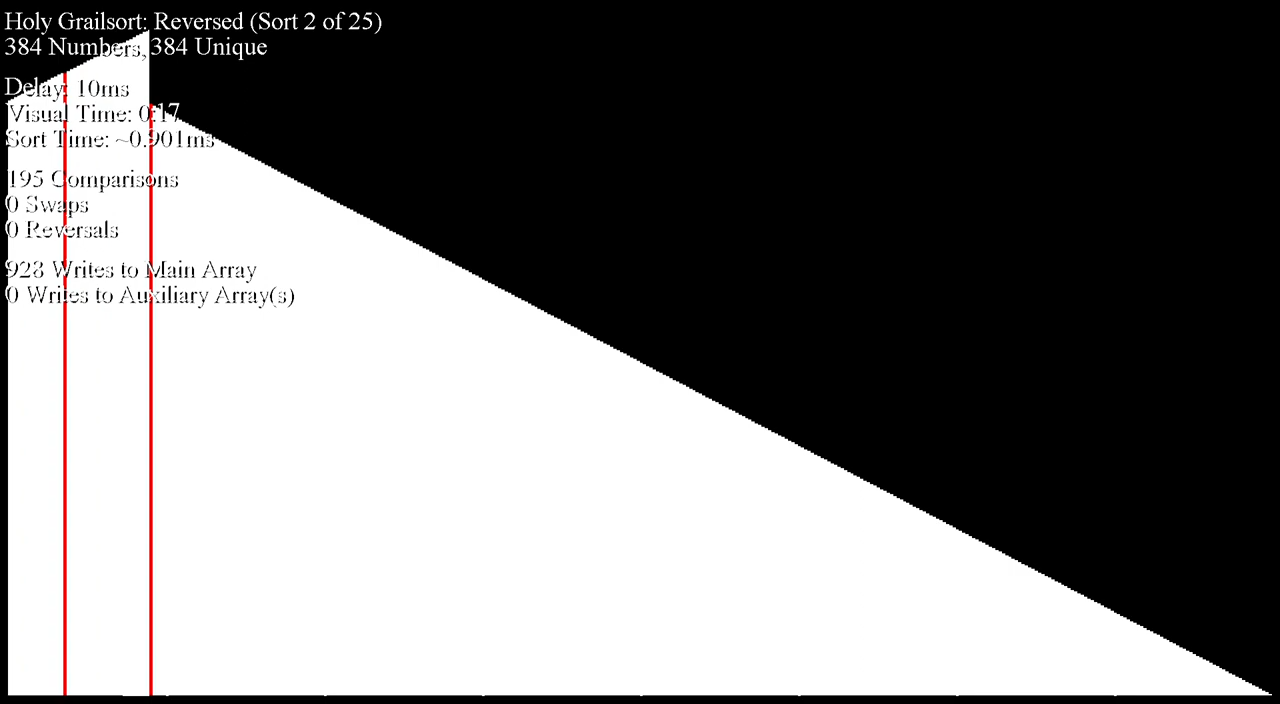 Holy Grailsort: Reversed (Sort 2 of 25)
384 Numbers, 384 Unique
Delay: 10ms
Visual Time: 0:17
Sort Time: ~0.901ms
195 Comparisons
0 Swaps
0 Reversals
928 Writes to Main Array
0 Writes to Auxiliary Array(s)